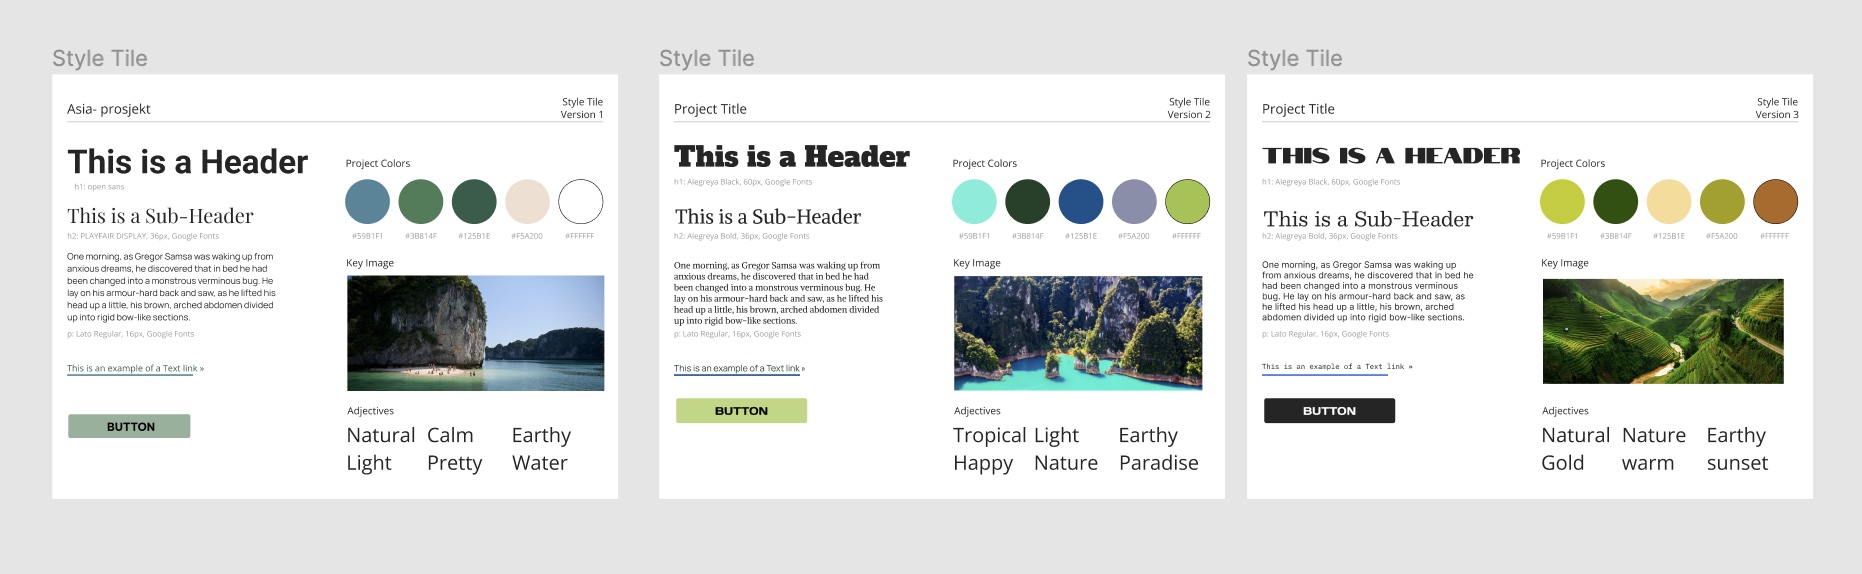 Style Tile
Asia- prosjekt
Style Tile
Version 1
This is a Header
h1: open sans
This is a Sub-Header
h2: PLAYFAIR DISPLAY, 36px, Google Fonts
One morning, as Gregor Samsa was waking up from
anxious dreams, he discovered that in bed he had
been changed into a monstrous verminous bug. He
lay on his armour-hard back and saw, as he lifted his
head up a little, his brown, arched abdomen divided
up into rigid bow-like sections.
p: Lato Regular, 16px, Google Fonts
This is an example of a Text link »
BUTTON
Project Colors
#59B1F1 #3B814F #125B1E #F5A200 #FFFFFF
Key Image
Adjectives
Natural Calm Earthy
Light Pretty Water
Style Tile
Project Title
Style Tile
Version 2
This is a Header
h1: Alegreya Black, 60px, Google Fonts
This is a Sub-Header
h2: Alegreya Bold, 36px, Google Fonts
One morning, as Gregor Samsa was waking up from
anxious dreams, he discovered that in bed he had
been changed into a monstrous verminous bug. He
lay on his armour-hard back and saw, as he lifted his
head up a little, his brown, arched abdomen divided
up into rigid bow-like sections.
p: Lato Regular, 16px, Google Fonts
This is an example of a Text link »
BUTTON
Project Colors
#59B1F1 #3B814F #125B1E #F5A200 #FFFFFF
Key Image
Adjectives
Tropical Light Earthy
Happy Nature Paradise
Style Tile
Project Title
Style Tile
Version 3
THIS IS A HEADER
h1: Alegreya Black, 60px, Google Fonts
This is a Sub-Header
h2: Alegreya Bold, 36px, Google Fonts
One morning, as Gregor Samsa was waking up
from anxious dreams, he discovered that in bed he
had been changed into a monstrous verminous
bug. He lay on his armour-hard back and saw, as
he lifted his head up a little, his brown, arched
abdomen divided up into rigid bow-like sections.
p: Lato Regular, 16px, Google Fonts
This is an example of a Text link »
BUTTON
Project Colors
#59B1F1 #3B814F #125B1E #F5A200 #FFFFFF
Key Image
Adjectives
Natural Nature Earthy
Gold warm sunset